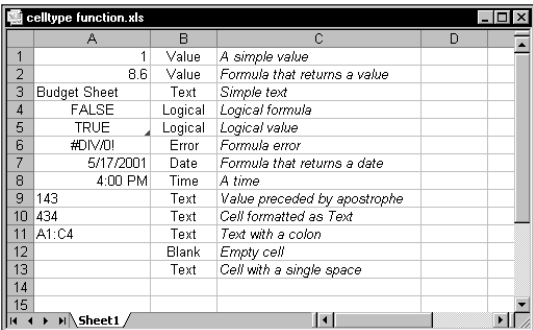 celltype function.xls
A B C D
1 1 Value A simple value
2 8.6 Value Formula that returns a value
3 Budget Sheet Text Simple text
4 FALSE Logical Logical formula
5 TRUE Logical Logical value
6 #DIV/0! Error Formula error
7 5/17/2001 Date Formula that returns a date
8 4:00 PM Time A time
9 143 Text Value preceded by apostrophe
10 434 Text Cell formatted as Text
11 A1:C4 Text Text with a colon
12 Blank Empty cell
13 Text Cell with a single space
14
15
Sheet1